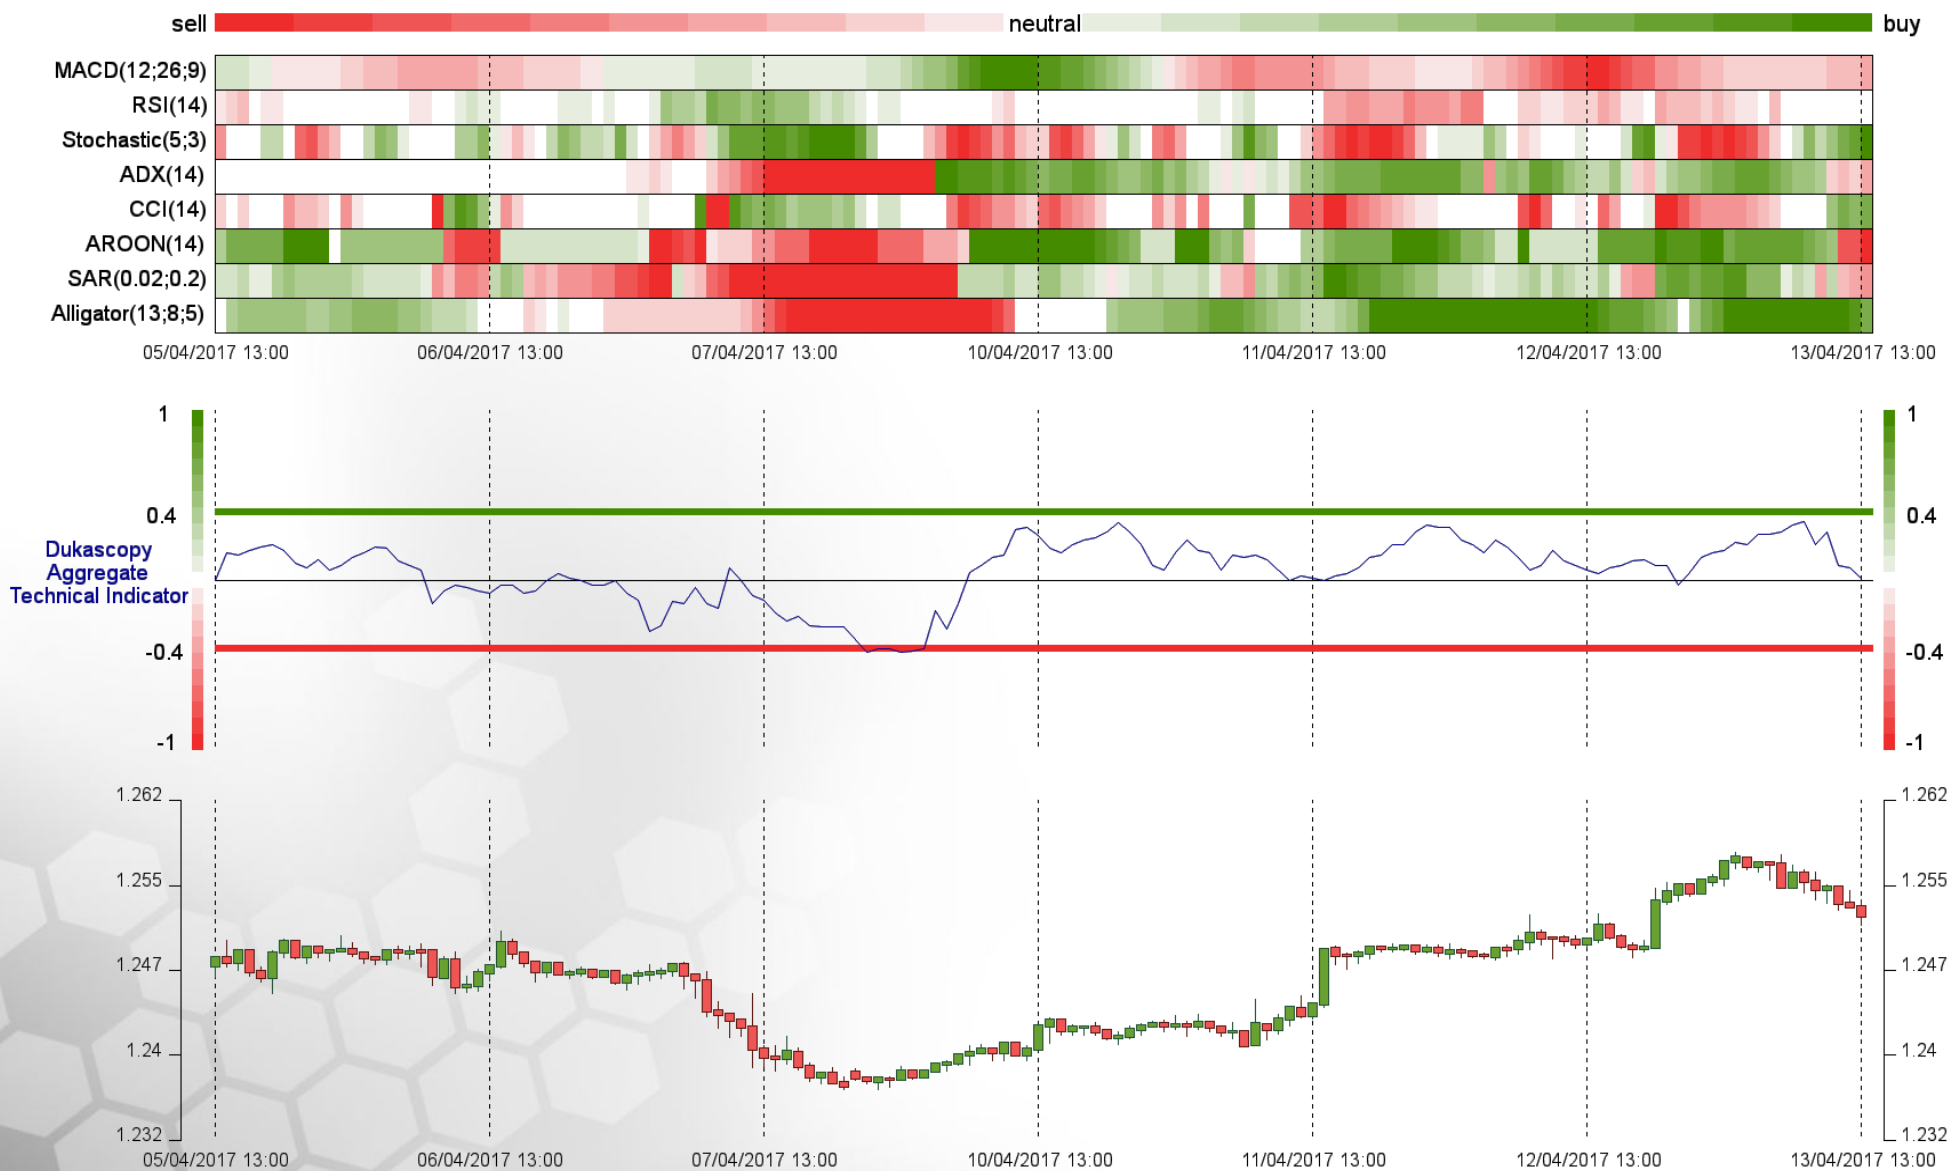 sell neutral buy
MACD(12;26;9)
RSI(14)
Stochastic(5;3)
ADX(14)
CCI(14)
AROON(14)
SAR(0.02;0.2)
Alligator(13;8;5)
05/04/2017 13:00 06/04/2017 13:00 07/04/2017 13:00 10/04/2017 13:00 11/04/2017 13:00 12/04/2017 13:00 13/04/2017 13:00
1 1
0.4 0.4
Dukascopy
Aggregate
Technical Indicator
-0.4 -0.4
-1 -1
1.262 1.262
1.255 1.255
1.247 1.247
1.24 1.24
1.232 1.232
05/04/2017 13:00 06/04/2017 13:00 07/04/2017 13:00 10/04/2017 13:00 11/04/2017 13:00 12/04/2017 13:00 13/04/2017 13:00